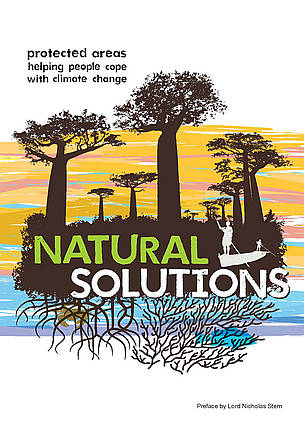 protected areas
helping people cope
with climate change
NATURAL
SOLUTIONS
Preface by Lord Nicholas Stern